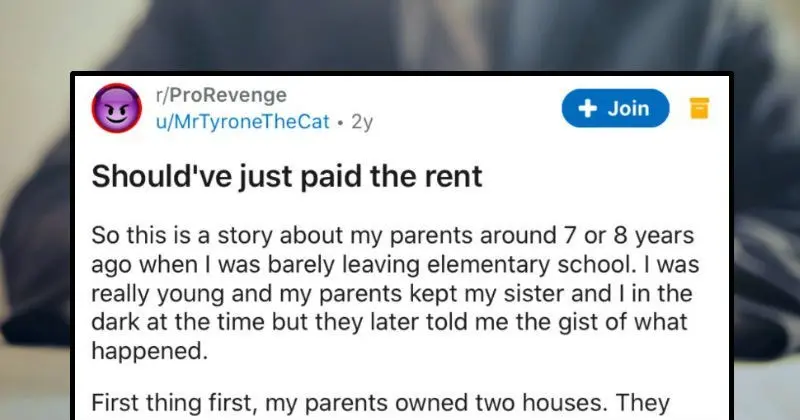 r/ProRevenge
u/MrTyroneTheCat • 2y
+ Join
Should've just paid the rent
So this is a story about my parents around 7 or 8 years
ago when I was barely leaving elementary school. I was
really young and my parents kept my sister and I in the
dark at the time but they later told me the gist of what
happened.
First thing first, my parents owned two houses. They